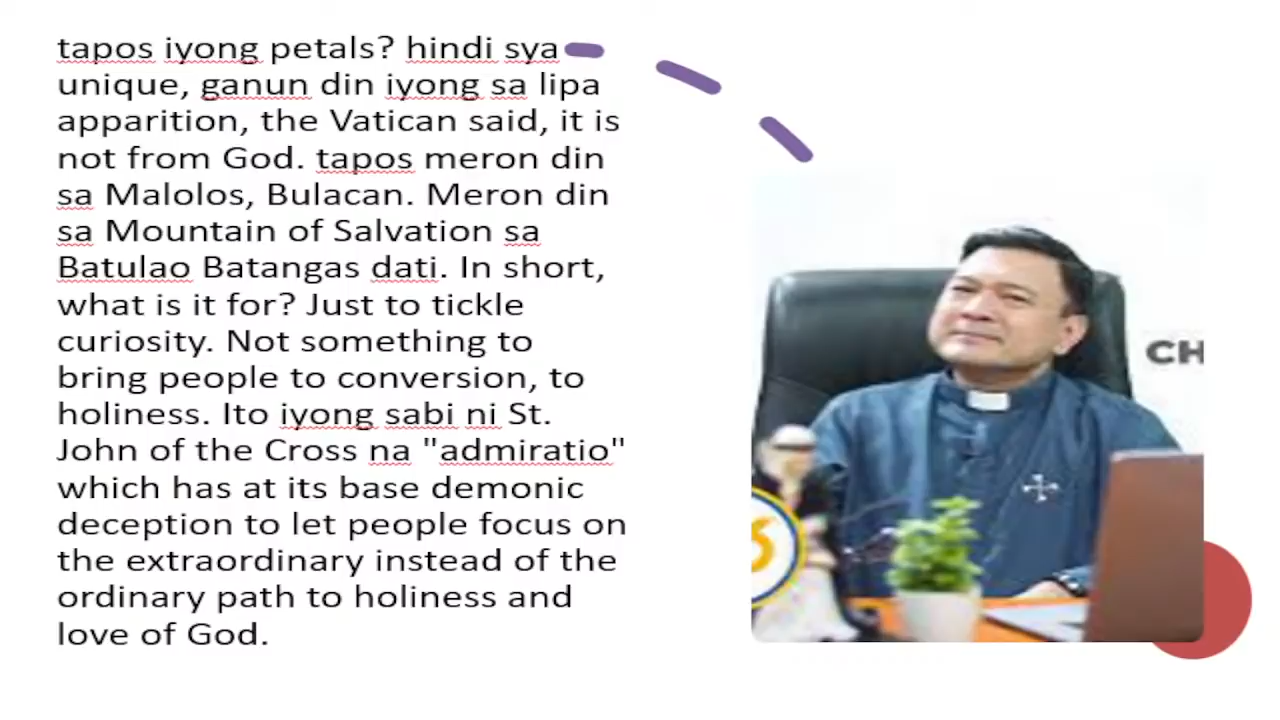 tapos iyong petals? hindi sya
unique, ganun din iyong sa lipa
apparition, the Vatican said, it is
not from God. tapos meron din
sa Malolos, Bulacan. Meron din
sa Mountain of Salvation sa
Batulao Batangas dati. In short,
what is it for? Just to tickle
curiosity. Not something to
bring people to conversion, to
holiness. Ito iyong sabi ni St.
John of the Cross na "admiratio"
which has at its base demonic
deception to let people focus on
the extraordinary instead of the
ordinary path to holiness and
love of God.
CH